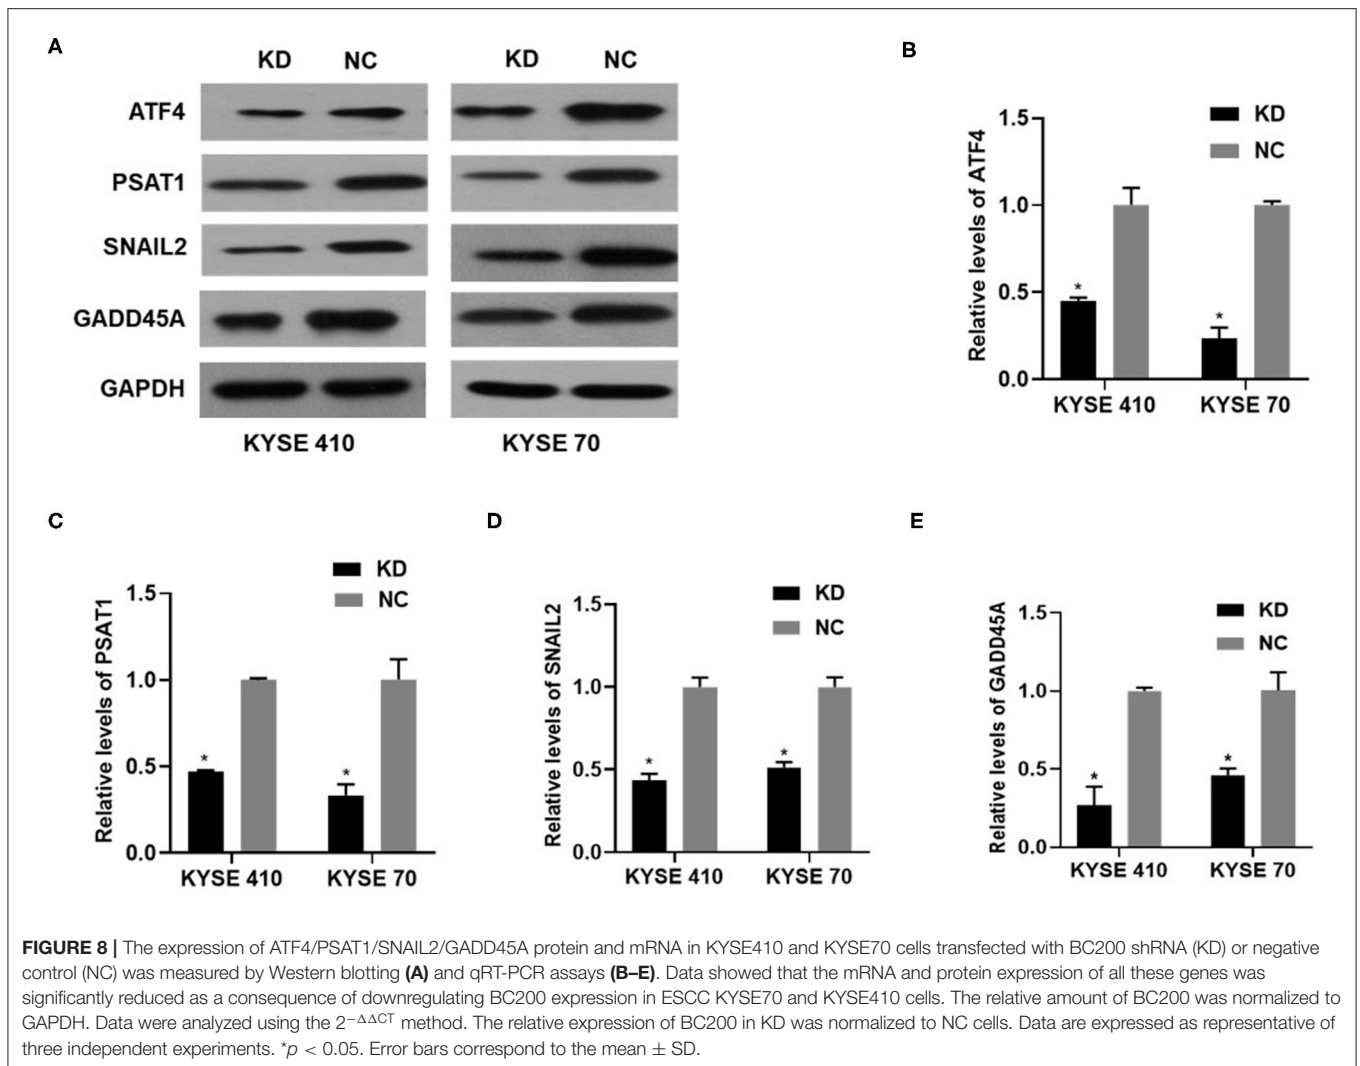 A
KD NC KD NC
ATF4
PSAT1
SNAIL2
GADD45A
GAPDH
KYSE 410 KYSE 70
B
KD
NC
Relative levels of ATF4
1.5
1.0
0.5
0.0
*
*
KYSE 410 KYSE 70
C
KD
NC
Relative levels of PSAT1
1.5
1.0
0.5
0.0
*
*
KYSE 410 KYSE 70
D
KD
NC
Relative levels of SNAIL2
1.5
1.0
0.5
0.0
*
*
KYSE 410 KYSE 70
E
KD
NC
Relative levels of GADD45A
1.5
1.0
0.5
0.0
*
*
KYSE 410 KYSE 70
FIGURE 8 | The expression of ATF4/PSAT1/SNAIL2/GADD45A protein and mRNA in KYSE410 and KYSE70 cells transfected with BC200 shRNA (KD) or negative
control (NC) was measured by Western blotting (A) and qRT-PCR assays (B–E). Data showed that the mRNA and protein expression of all these genes was
significantly reduced as a consequence of downregulating BC200 expression in ESCC KYSE70 and KYSE410 cells. The relative amount of BC200 was normalized to
GAPDH. Data were analyzed using the 2−ΔΔCT method. The relative expression of BC200 in KD was normalized to NC cells. Data are expressed as representative of
three independent experiments. *p < 0.05. Error bars correspond to the mean ± SD.